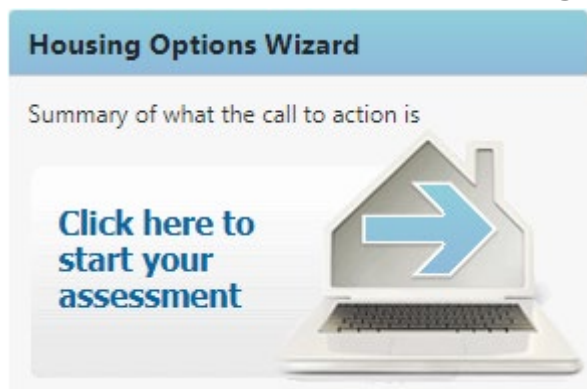 Housing Options Wizard
Summary of what the call to action is
Click here to
start your
assessment